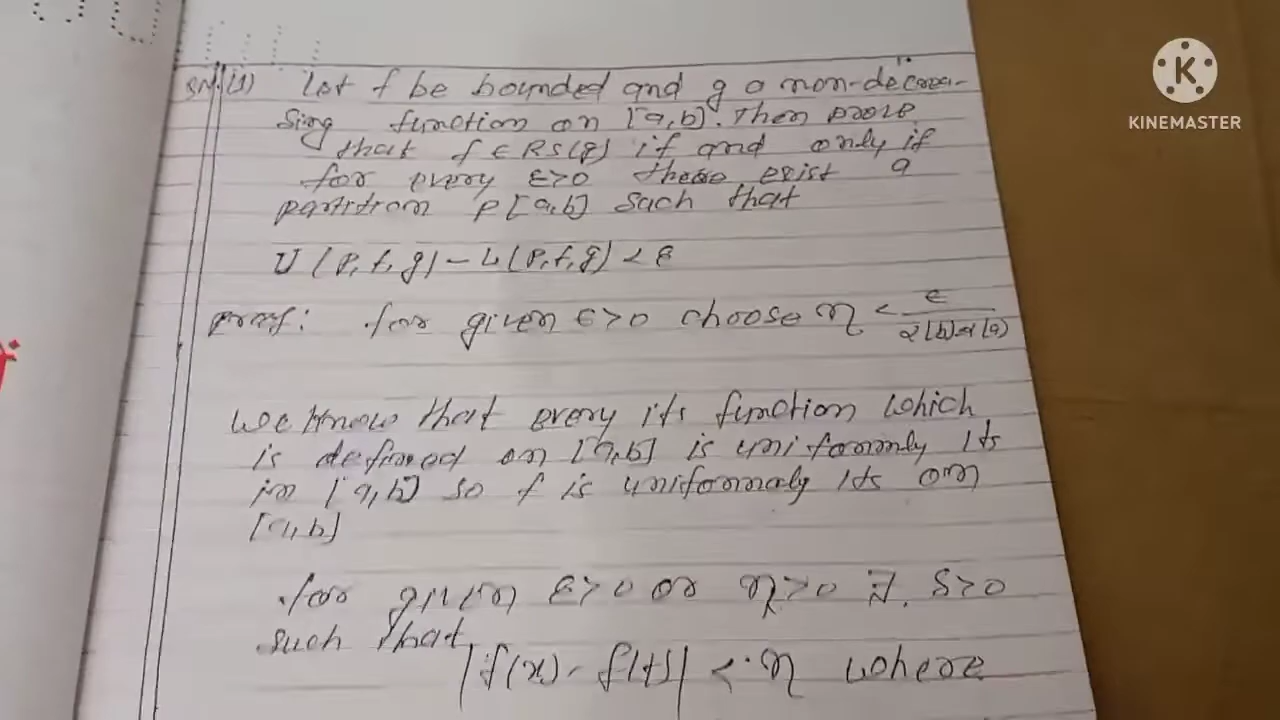 Let f be bounded and g a non-decrea-
sing function on [a,b]. Then prove
that f ∈ RS(g) if and only if
for every ε>0 there exist a
partition P[a,b] such that
U(P,f,g) - L(P,f,g) < ε
proof: for given ε>0 choose η < ε / α(b)-α(a)
we know that every its function which
is defined on [a,b] is uniformly its
in [a,b] so f is uniformaly its on
[a,b]
for given ε>0 or η>0 ∃, δ>0
such that
|f(x) - f(t)| < η where
KINEMASTER